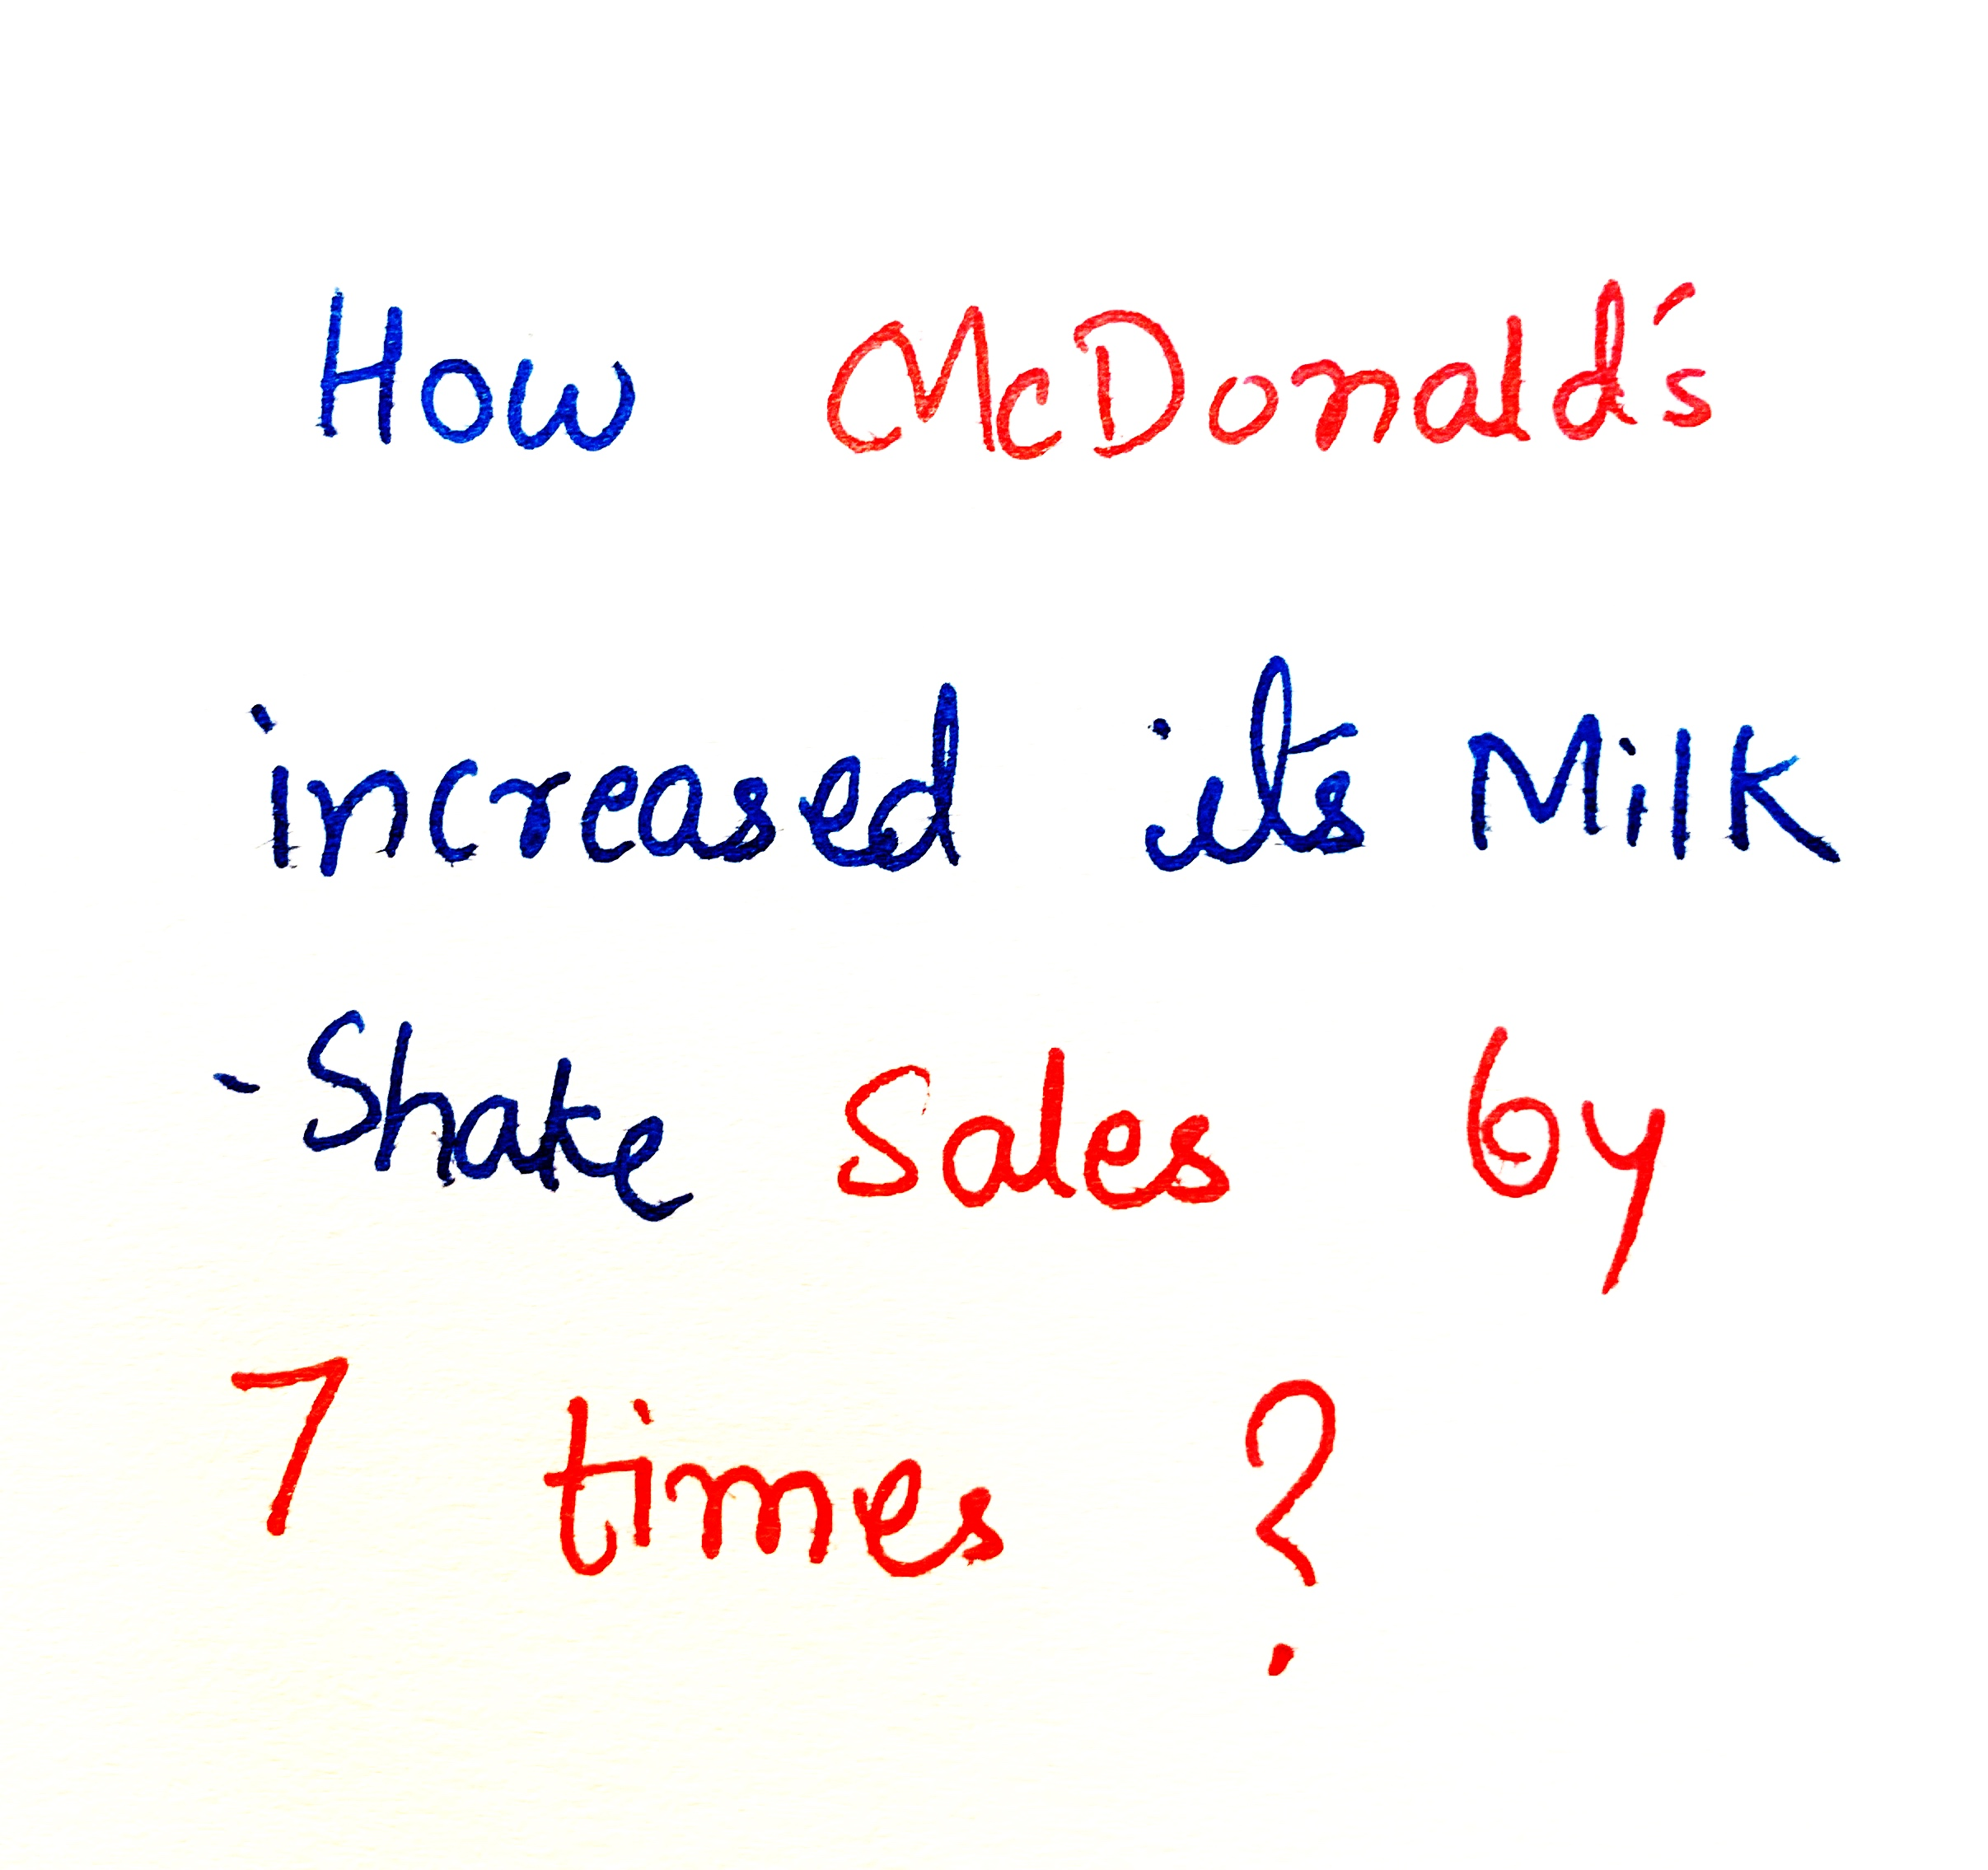 How McDonald's
increased its Milk
-Shake Sales by
7 times ?